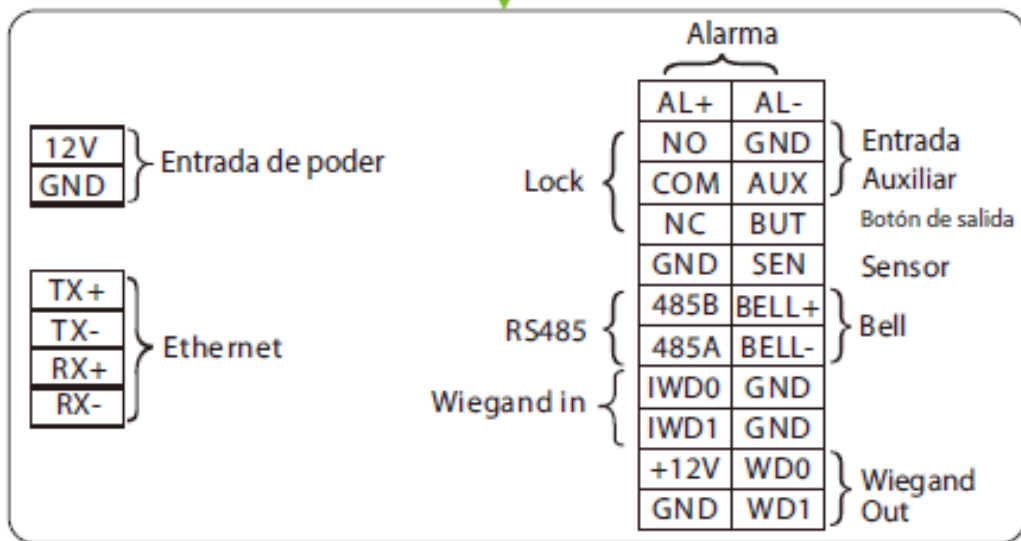 Alarma
AL+ AL-
12V
GND
Entrada de poder
Lock
NO GND
COM AUX
NC BUT
Entrada
Auxiliar
Botón de salida
GND SEN
Sensor
TX+
TX-
RX+
RX-
Ethernet
RS485
485B BELL+
485A BELL-
Bell
Wiegand in
IWD0 GND
IWD1 GND
+12V WD0
GND WD1
Wiegand
Out